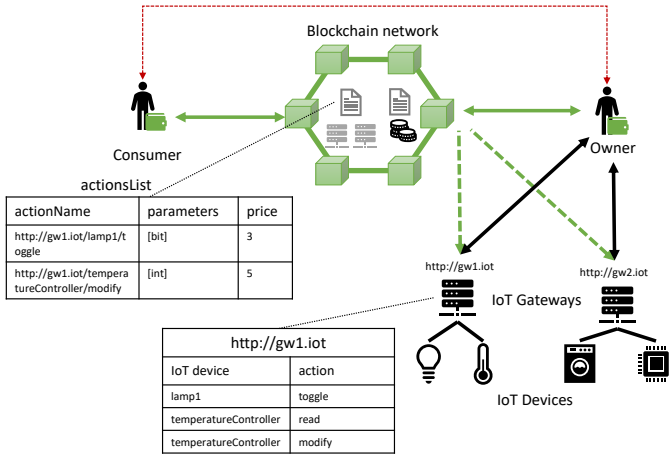 Blockchain network
Consumer
Owner
actionsList
actionName parameters price
http://gw1.iot/lamp1/t
oggle
[bit] 3
http://gw1.iot/tempera
tureController/modify
[int] 5
http://gw1.iot
http://gw2.iot
IoT Gateways
http://gw1.iot
IoT device action
lamp1 toggle
temperatureController read
temperatureController modify
IoT Devices